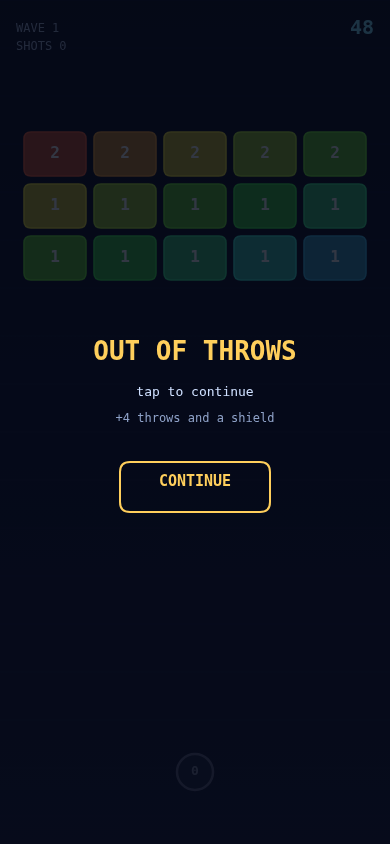 WAVE 1 48
SHOTS 0
2 2 2 2 2
1 1 1 1 1
1 1 1 1 1
OUT OF THROWS
tap to continue
+4 throws and a shield
CONTINUE
0